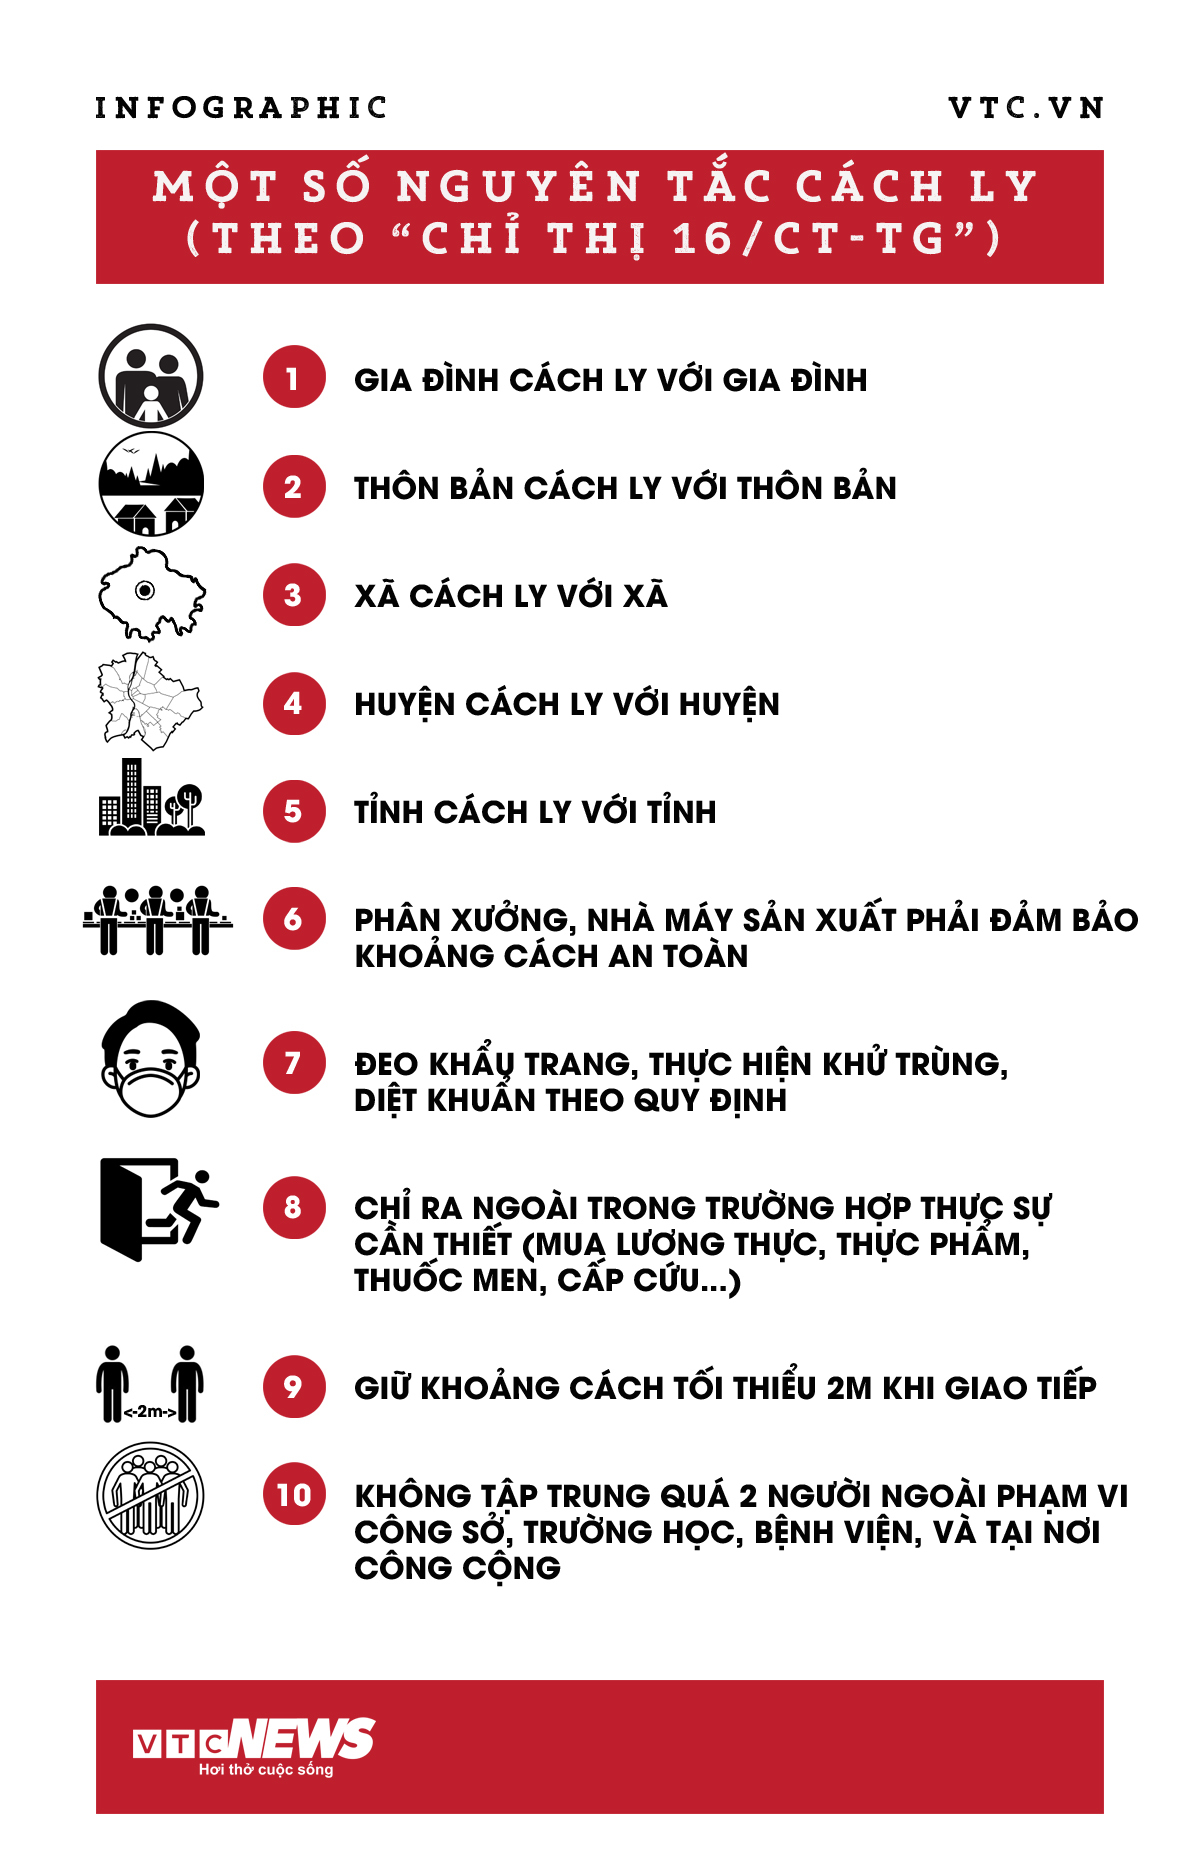 INFOGRAPHIC
VTC.VN
MỘT SỐ NGUYÊN TẮC CÁCH LY
(THEO “CHỈ THỊ 16/CT-TG”)
1 GIA ĐÌNH CÁCH LY VỚI GIA ĐÌNH
2 THÔN BẢN CÁCH LY VỚI THÔN BẢN
3 XÃ CÁCH LY VỚI XÃ
4 HUYỆN CÁCH LY VỚI HUYỆN
5 TỈNH CÁCH LY VỚI TỈNH
6 PHÂN XƯỞNG, NHÀ MÁY SẢN XUẤT PHẢI ĐẢM BẢO
KHOẢNG CÁCH AN TOÀN
7 ĐEO KHẨU TRANG, THỰC HIỆN KHỬ TRÙNG,
DIỆT KHUẨN THEO QUY ĐỊNH
8 CHỈ RA NGOÀI TRONG TRƯỜNG HỢP THỰC SỰ
CẦN THIẾT (MUA LƯƠNG THỰC, THỰC PHẨM,
THUỐC MEN, CẤP CỨU...)
<-2m->
9 GIỮ KHOẢNG CÁCH TỐI THIỂU 2M KHI GIAO TIẾP
10 KHÔNG TẬP TRUNG QUÁ 2 NGƯỜI NGOÀI PHẠM VI
CÔNG SỞ, TRƯỜNG HỌC, BỆNH VIỆN, VÀ TẠI NƠI
CÔNG CỘNG
VTC NEWS
Hơi thở cuộc sống